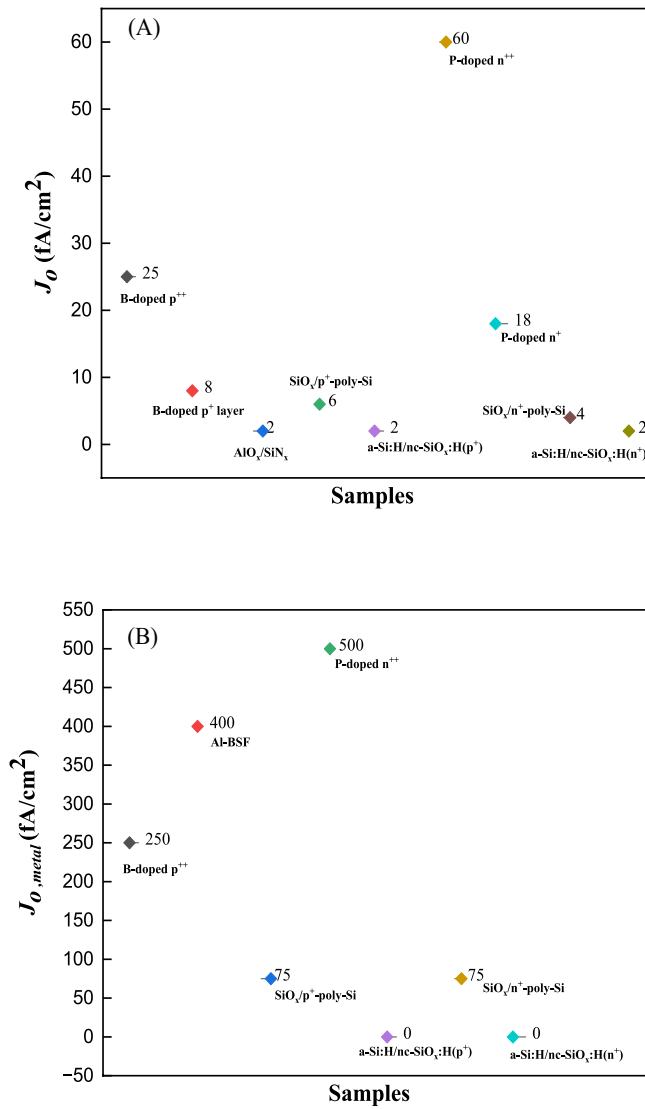 (A)
60
50
40
30
20
10
0
J_O (fA/cm²)
60
P-doped n⁺⁺
25
B-doped p⁺⁺
18
P-doped n⁺
SiOₓ/p⁺-poly-Si
8
6
B-doped p⁺ layer
SiOₓ/n⁺-poly-Si
4
2
AlOₓ/SiNₓ
2
a-Si:H/nc-SiOₓ:H(p⁺)
2
a-Si:H/nc-SiOₓ:H(n⁺)
Samples
(B)
550
500
450
400
350
300
250
200
150
100
50
0
−50
J_O,metal (fA/cm²)
500
P-doped n⁺⁺
400
Al-BSF
250
B-doped p⁺⁺
75
SiOₓ/p⁺-poly-Si
75
SiOₓ/n⁺-poly-Si
0
a-Si:H/nc-SiOₓ:H(p⁺)
0
a-Si:H/nc-SiOₓ:H(n⁺)
Samples